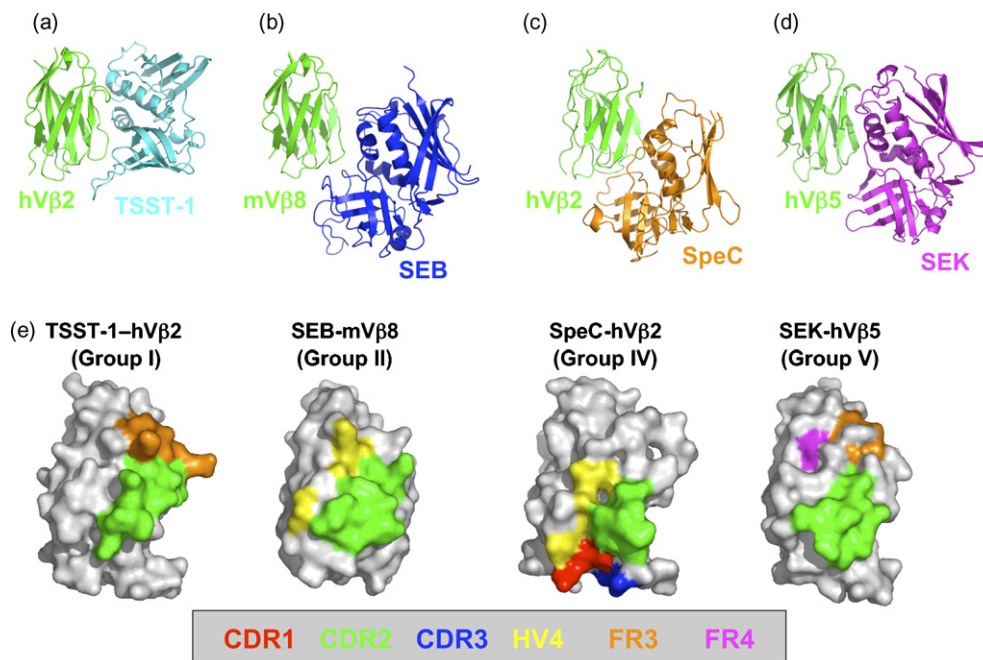 (a)
(b)
(c)
(d)
hVβ2
TSST-1
mVβ8
SEB
hVβ2
SpeC
hVβ5
SEK
(e)
TSST-1–hVβ2
(Group I)
SEB-mVβ8
(Group II)
SpeC-hVβ2
(Group IV)
SEK-hVβ5
(Group V)
CDR1 CDR2 CDR3 HV4 FR3 FR4